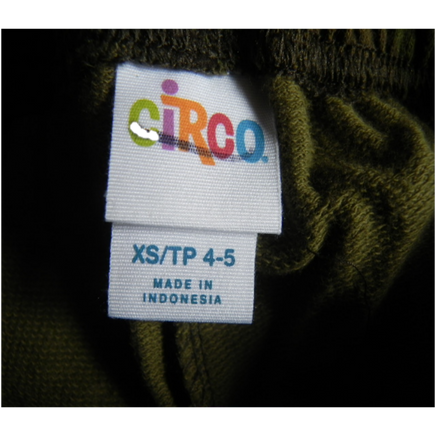 CiRCO
XS/TP 4-5
MADE IN
INDONESIA